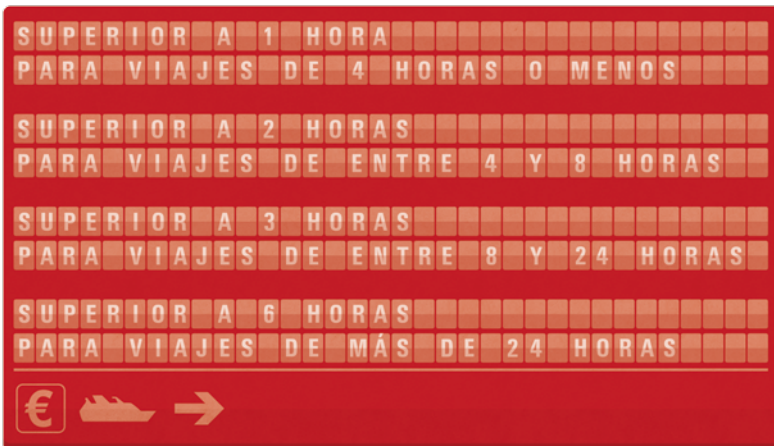 SUPERIOR A 1 HORA
PARA VIAJES DE 4 HORAS O MENOS
SUPERIOR A 2 HORAS
PARA VIAJES DE ENTRE 4 Y 8 HORAS
SUPERIOR A 3 HORAS
PARA VIAJES DE ENTRE 8 Y 24 HORAS
SUPERIOR A 6 HORAS
PARA VIAJES DE MÁS DE 24 HORAS
€